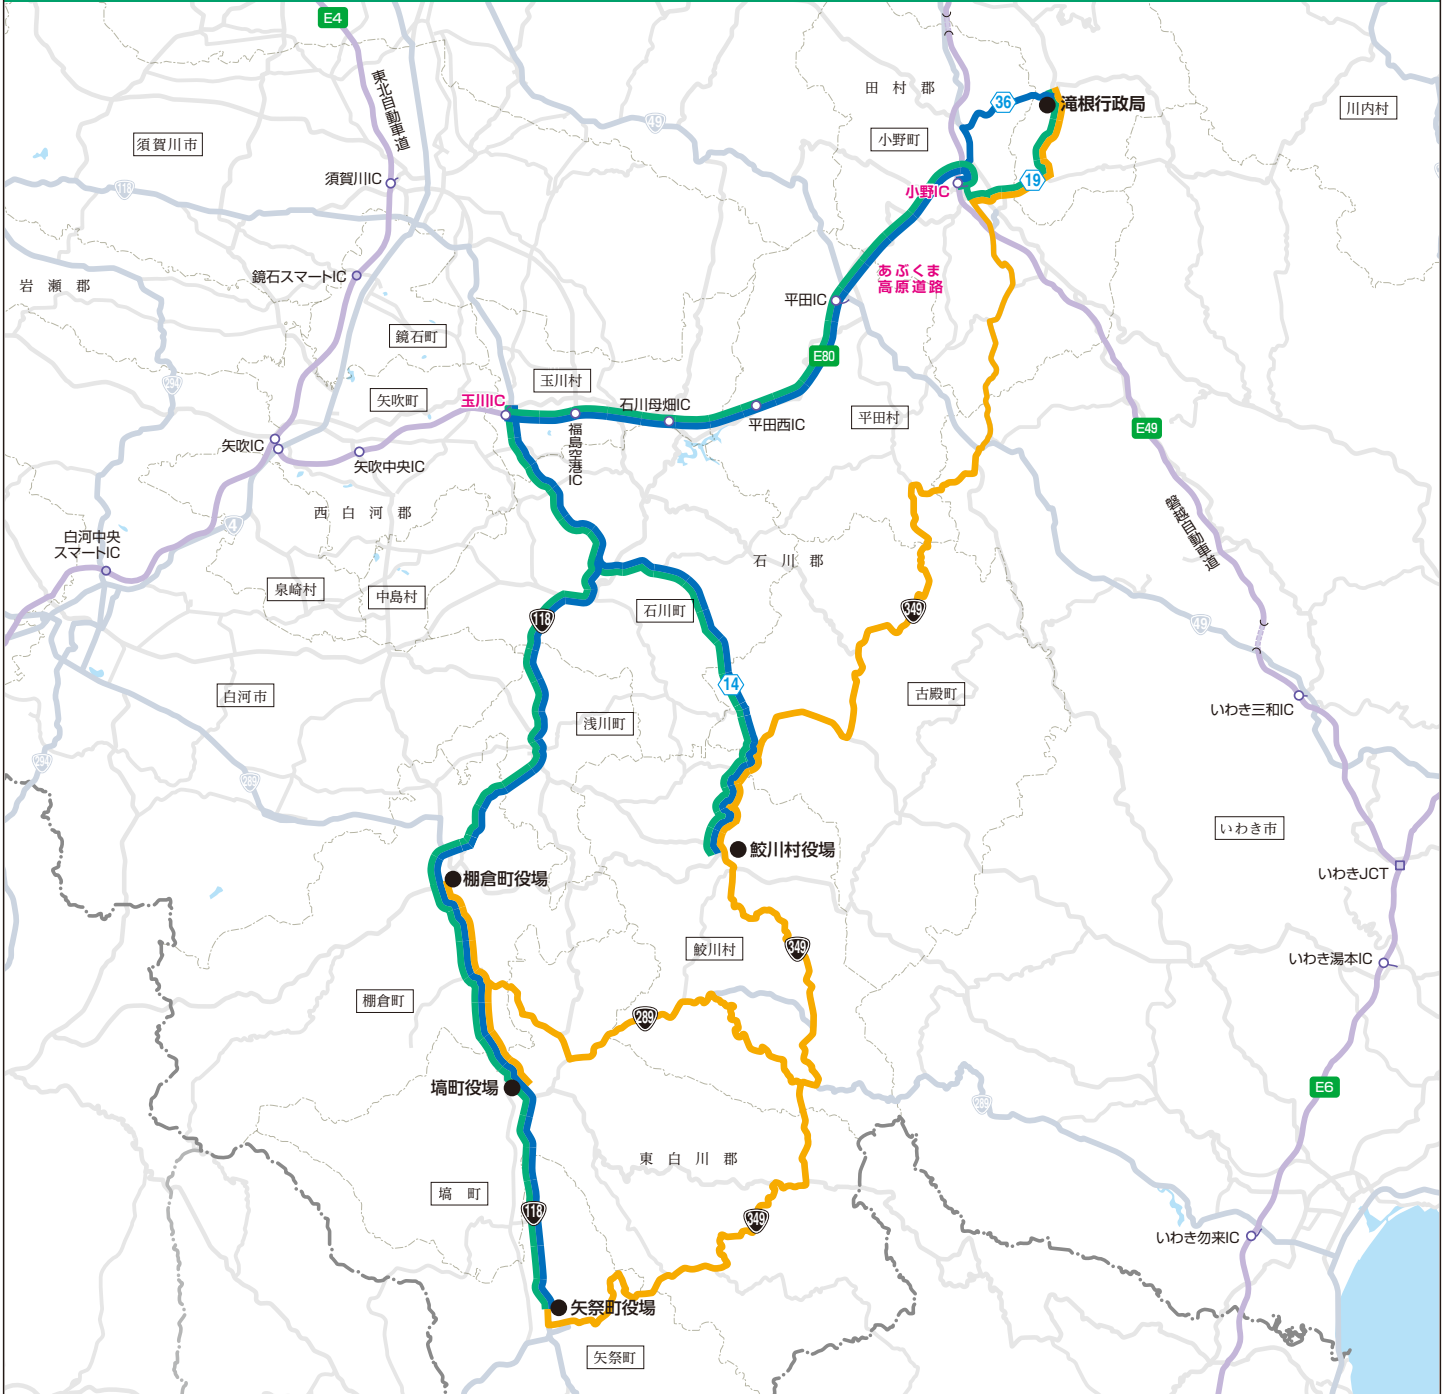 E4
東北自動車道
田村郡
36
滝根行政局
川内村
49
小野町
須賀川市
118
須賀川IC
19
小野IC
岩瀬郡
鏡石スマートIC
あぶくま
高原道路
平田IC
鏡石町
E80
294
玉川村
矢吹町
玉川IC
石川母畑IC
平田西IC
平田村
E49
矢吹IC
矢吹中央IC
福島空港IC
西白河郡
4
磐越自動車道
白河中央
スマートIC
石川郡
泉崎村
中島村
118
石川町
349
49
14
白河市
浅川町
古殿町
いわき三和IC
294
289
いわき市
鮫川村役場
いわきJCT
棚倉町役場
鮫川村
349
いわき湯本IC
棚倉町
289
塙町役場
E6
289
東白川郡
塙町
118
349
いわき勿来IC
矢祭町役場
矢祭町